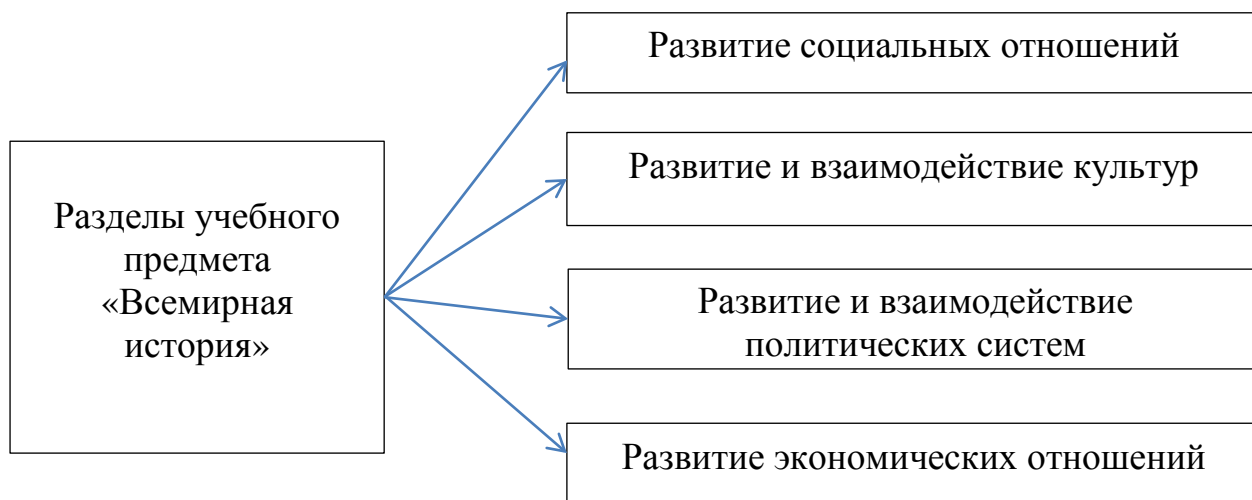 Разделы учебного
предмета
«Всемирная
история»
Развитие социальных отношений
Развитие и взаимодействие культур
Развитие и взаимодействие
политических систем
Развитие экономических отношений